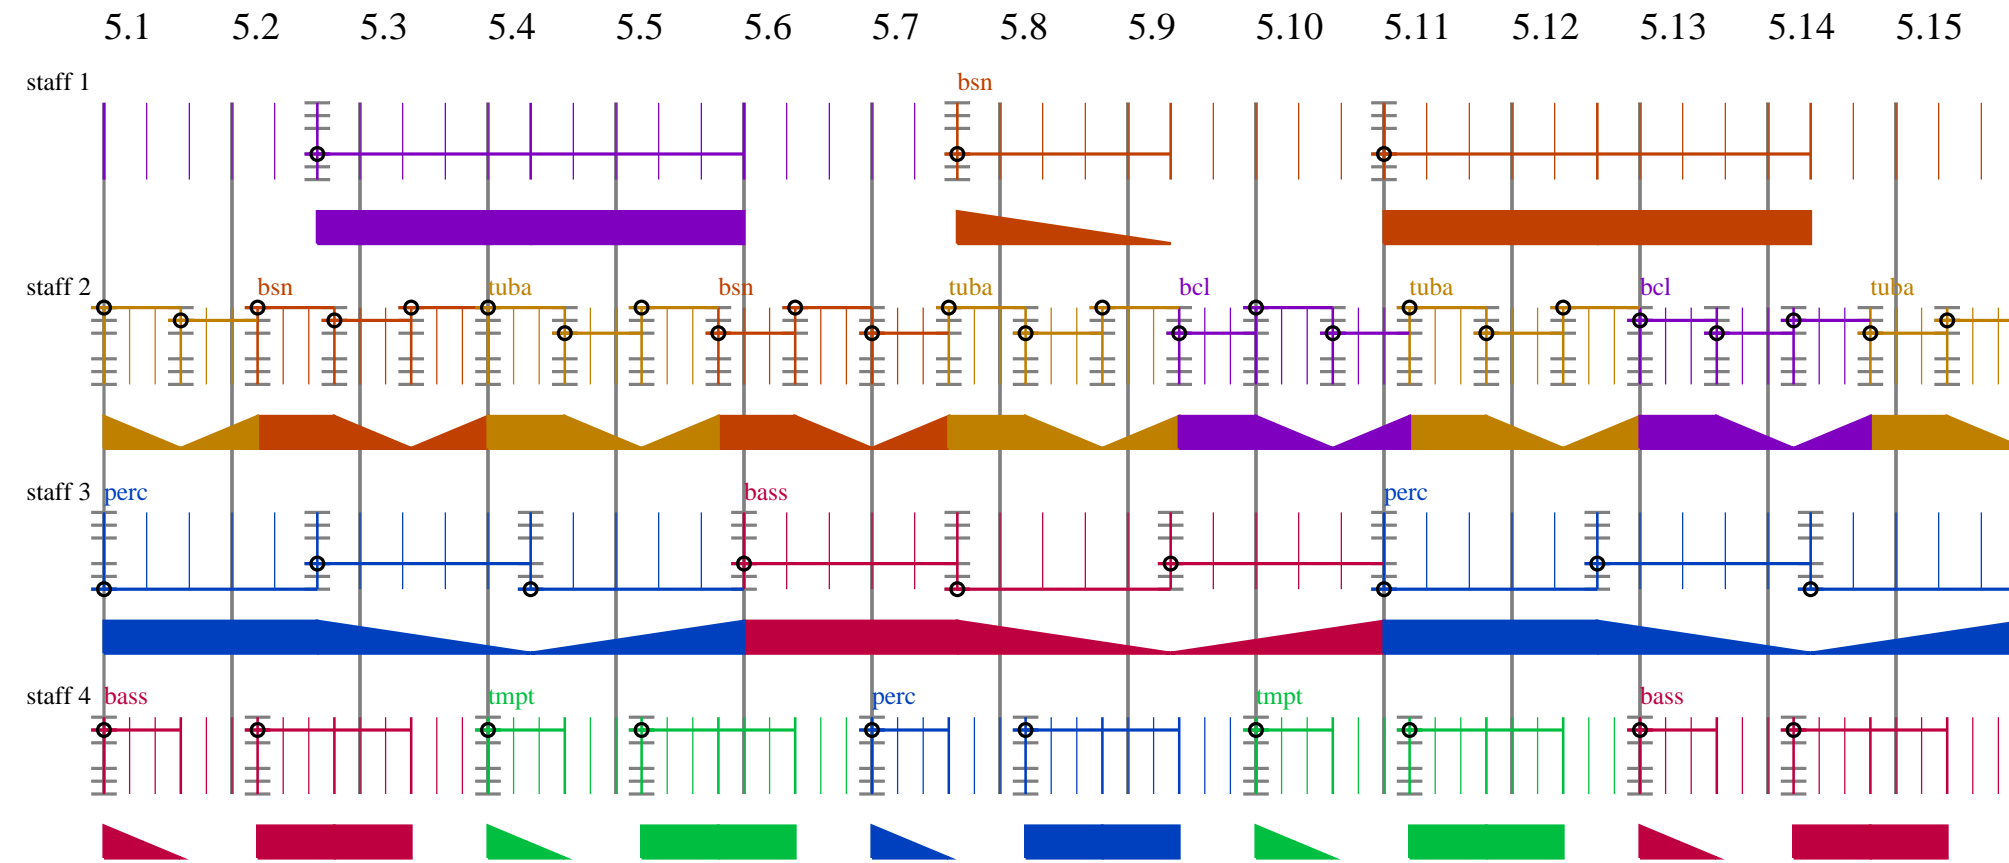 5.1 5.2 5.3 5.4 5.5 5.6 5.7 5.8 5.9 5.10 5.11 5.12 5.13 5.14 5.15
staff 1 bsn
staff 2 bsn tuba bsn tuba bcl tuba bcl tuba
staff 3 perc bass perc
staff 4 bass tmpt perc tmpt bass